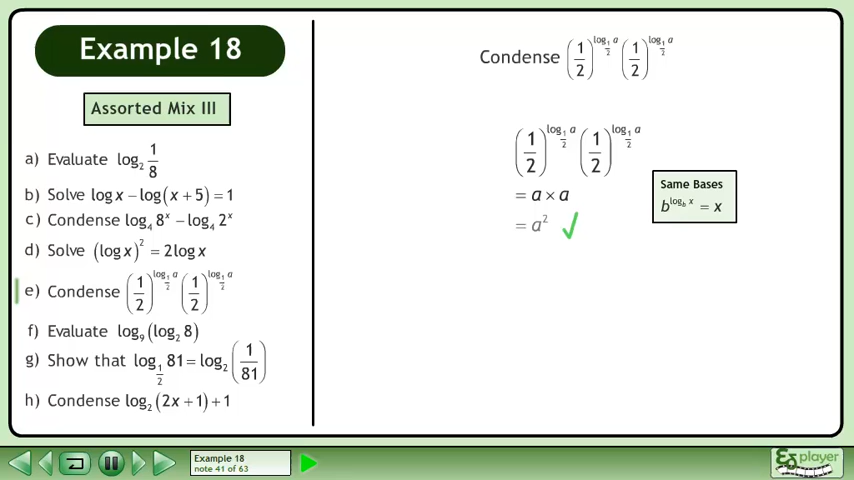 Example 18
Assorted Mix III
a) Evaluate log₂ 1/8
b) Solve log x − log(x + 5) = 1
c) Condense log₄ 8ˣ − log₄ 2ˣ
d) Solve (log x)² = 2log x
e) Condense (1/2)^(log_(1/2) a) (1/2)^(log_(1/2) a)
f) Evaluate log₉(log₂ 8)
g) Show that log_(1/2) 81 = log₂(1/81)
h) Condense log₂(2x + 1) + 1
Condense (1/2)^(log_(1/2) a) (1/2)^(log_(1/2) a)
(1/2)^(log_(1/2) a) (1/2)^(log_(1/2) a)
= a × a
= a² ✓
Same Bases
b^(log_b x) = x
Example 18
note 41 of 63
Ez player